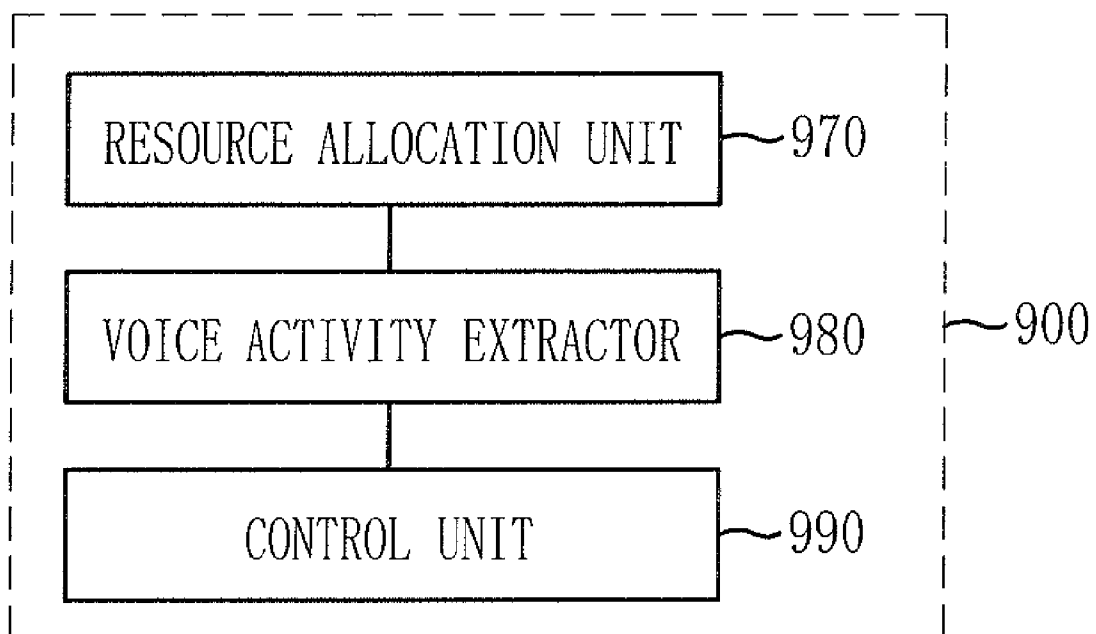 RESOURCE ALLOCATION UNIT 970
VOICE ACTIVITY EXTRACTOR 980
900
CONTROL UNIT 990